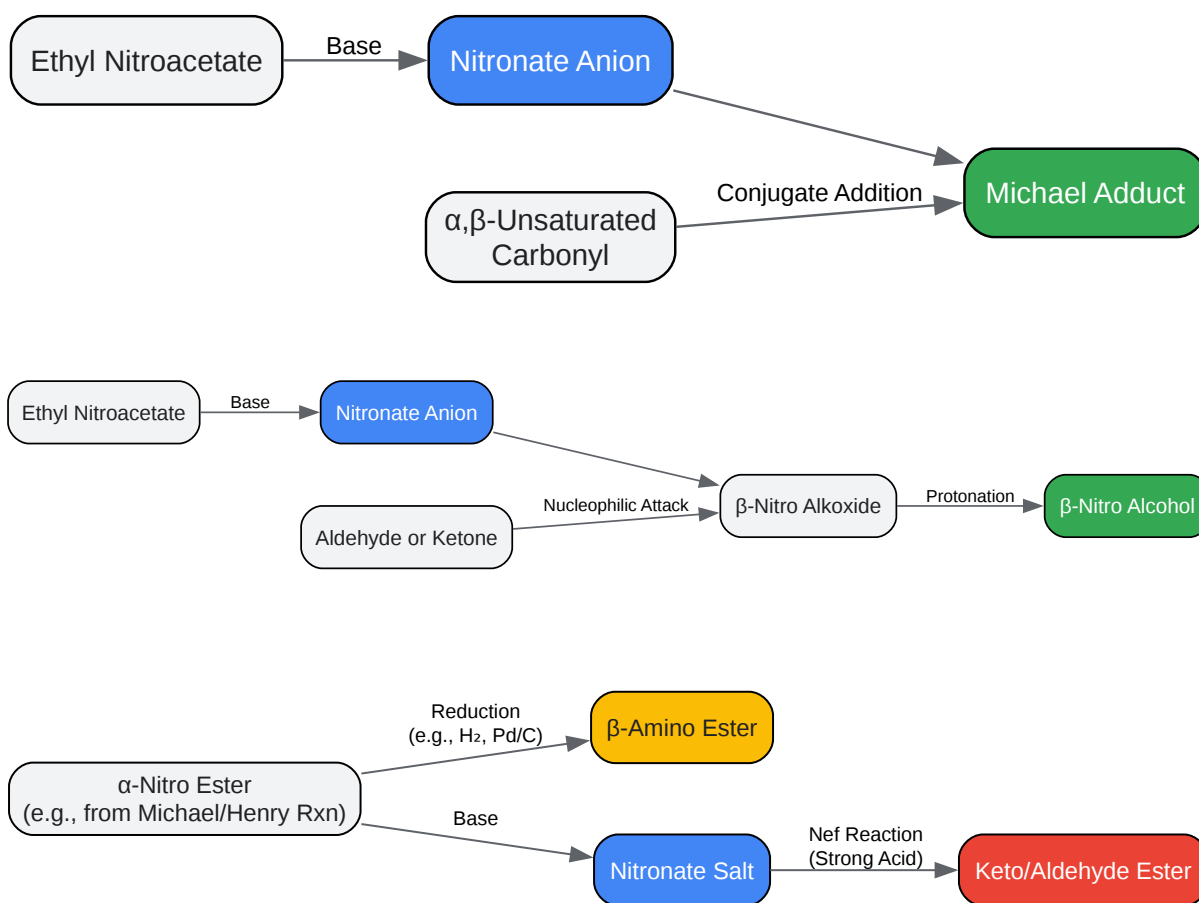 Ethyl Nitroacetate
Base
Nitronate Anion
α,β-Unsaturated
Carbonyl
Conjugate Addition
Michael Adduct
Ethyl Nitroacetate
Base
Nitronate Anion
Aldehyde or Ketone
Nucleophilic Attack
β-Nitro Alkoxide
Protonation
β-Nitro Alcohol
α-Nitro Ester
(e.g., from Michael/Henry Rxn)
Reduction
(e.g., H₂, Pd/C)
β-Amino Ester
Base
Nitronate Salt
Nef Reaction
(Strong Acid)
Keto/Aldehyde Ester